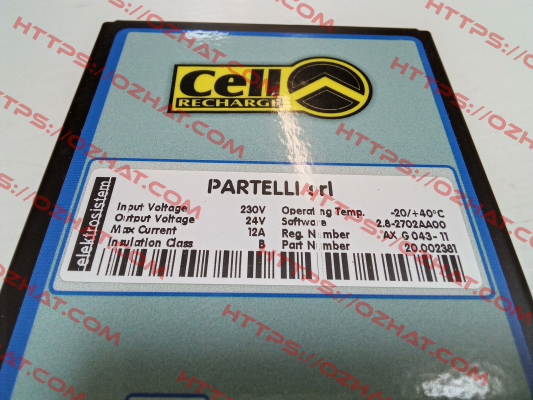 Cell
RECHARGE
elektrosistem
PARTELLI srl
Input Voltage 230V Operating Temp. -20/+40°C
Output Voltage 24V Software 2.8-2702AA00
Max Current 12A Reg. Number AX G 043-11
Insulation Class B Part Number 20.002381
HTTPS://OZHAT.COM